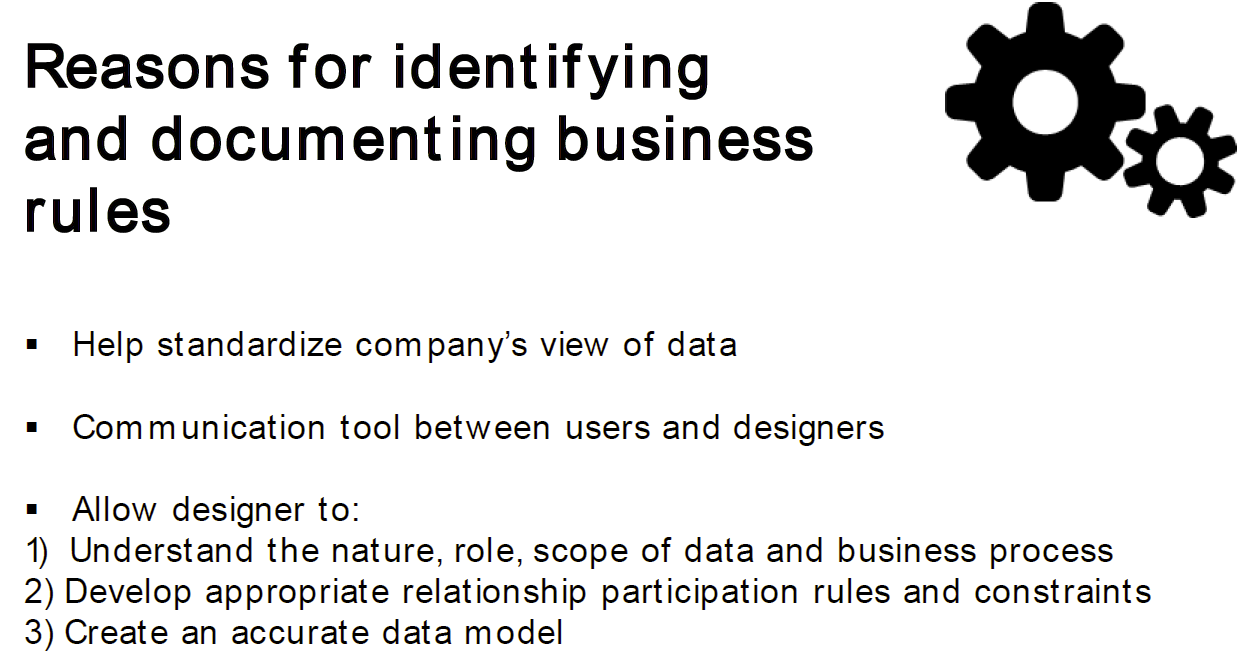 Reasons for identifying
and documenting business
rules
▪ Help standardize company’s view of data
▪ Communication tool between users and designers
▪ Allow designer to:
1) Understand the nature, role, scope of data and business process
2) Develop appropriate relationship participation rules and constraints
3) Create an accurate data model